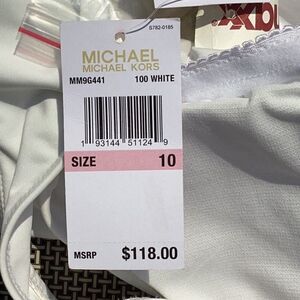 S782-0185
MICHAEL
MICHAEL KORS
MM9G441 100 WHITE
1 93144 51124 9
SIZE 10
MSRP $118.00